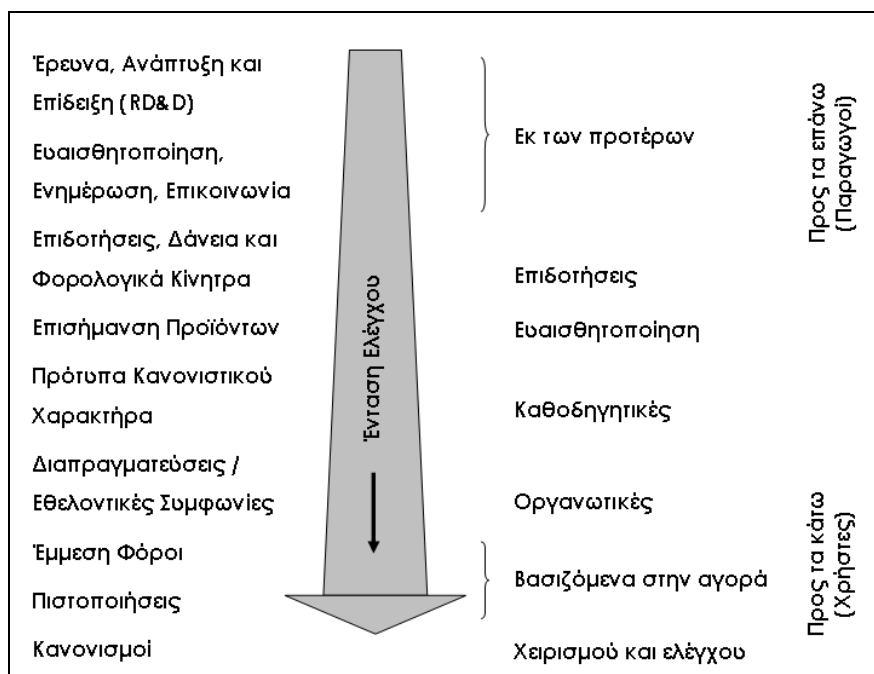 Έρευνα, Ανάπτυξη και
Επίδειξη (RD&D)
Ευαισθητοποίηση,
Ενημέρωση, Επικοινωνία
Επιδοτήσεις, Δάνεια και
Φορολογικά Κίνητρα
Επισήμανση Προϊόντων
Πρότυπα Κανονιστικού
Χαρακτήρα
Διαπραγματεύσεις /
Εθελοντικές Συμφωνίες
Έμμεση Φόροι
Πιστοποιήσεις
Κανονισμοί
Ένταση Ελέγχου
Εκ των προτέρων
Επιδοτήσεις
Ευαισθητοποίηση
Καθοδηγητικές
Οργανωτικές
Βασιζόμενα στην αγορά
Χειρισμού και ελέγχου
Προς τα επάνω
(Παραγωγοί)
Προς τα κάτω
(Χρήστες)